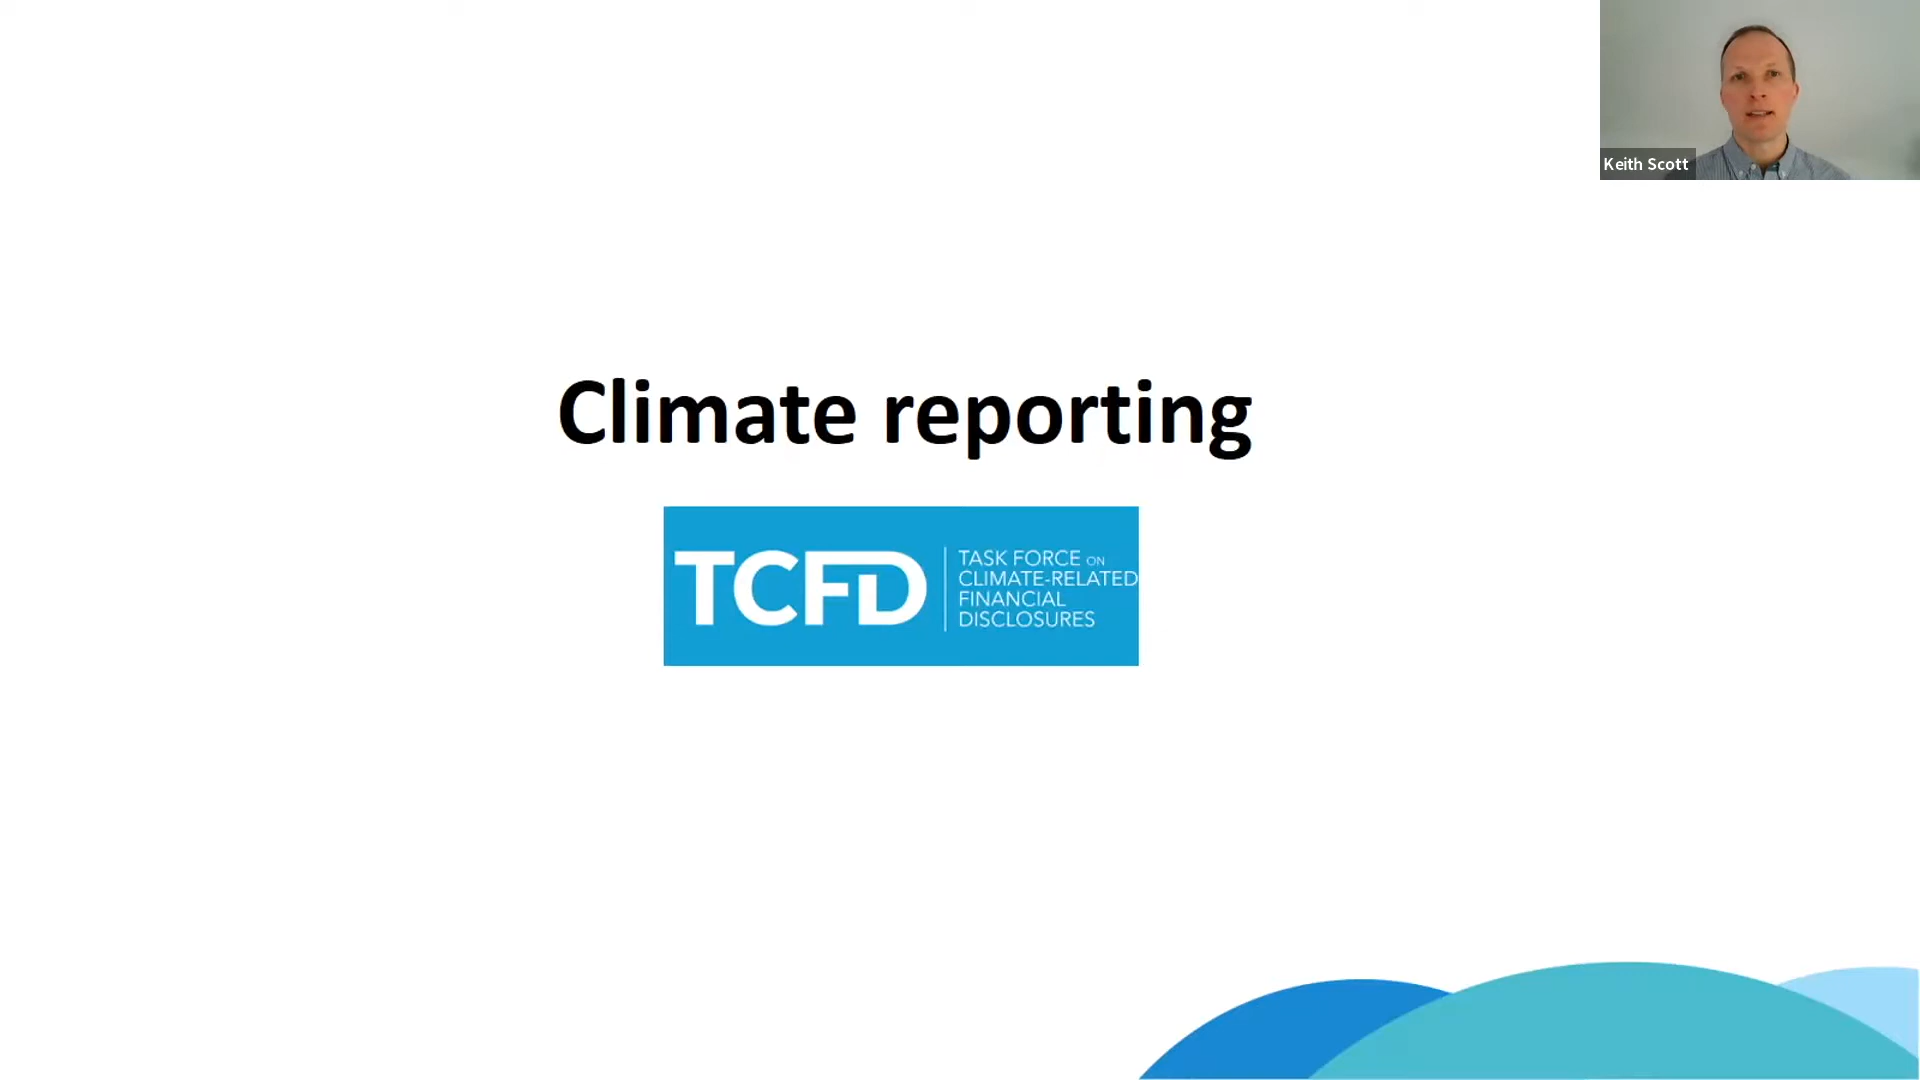 Keith Scott
Climate reporting
TCFD
TASK FORCE ON
CLIMATE-RELATED
FINANCIAL
DISCLOSURES